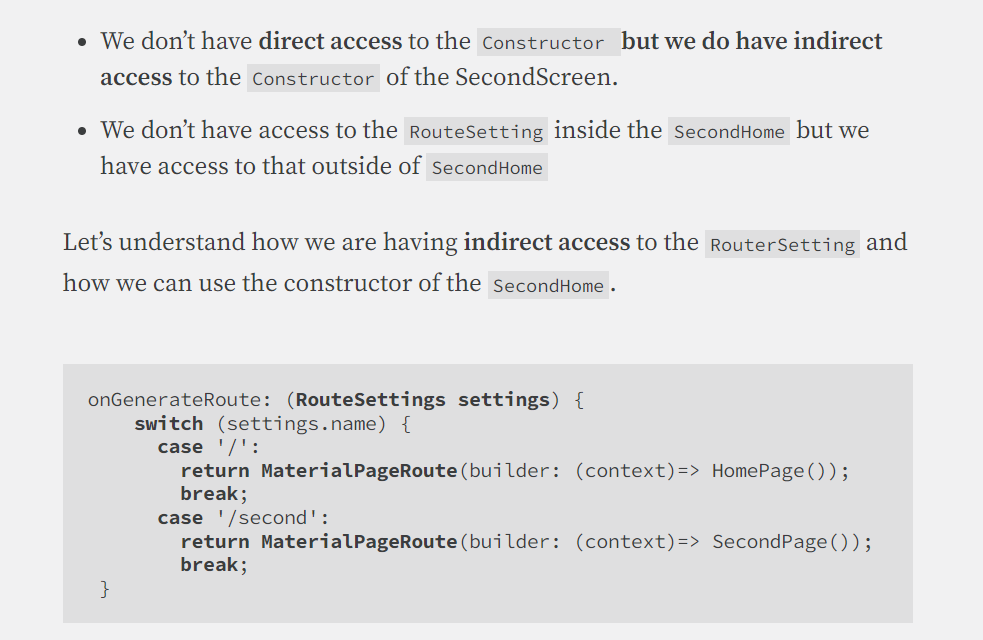 • We don’t have direct access to the Constructor but we do have indirect
access to the Constructor of the SecondScreen.
• We don’t have access to the RouteSetting inside the SecondHome but we
have access to that outside of SecondHome
Let’s understand how we are having indirect access to the RouterSetting and
how we can use the constructor of the SecondHome.
onGenerateRoute: (RouteSettings settings) {
    switch (settings.name) {
      case '/':
        return MaterialPageRoute(builder: (context)=> HomePage());
        break;
      case '/second':
        return MaterialPageRoute(builder: (context)=> SecondPage());
        break;
 }